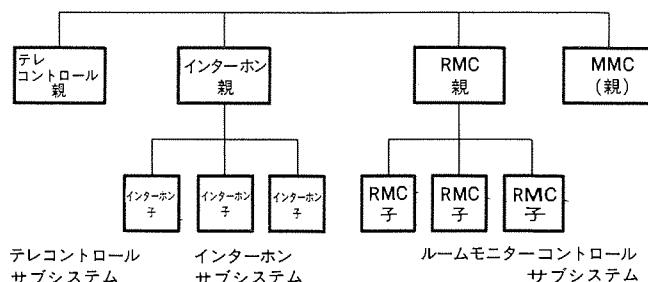 テレ
コントロール
親
インターホン
親
RMC
親
MMC
(親)
インターホン
子
インターホン
子
インターホン
子
RMC
子
RMC
子
RMC
子
テレコントロール
サブシステム
インターホン
サブシステム
ルームモニターコントロール
サブシステム